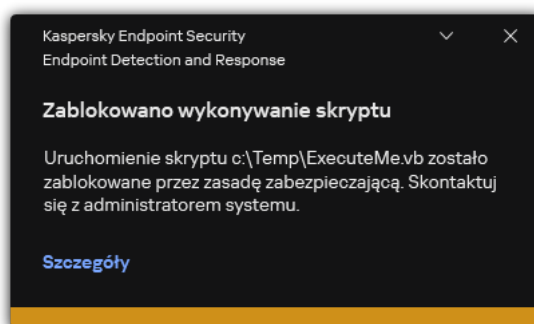 Kaspersky Endpoint Security
Endpoint Detection and Response
Zablokowano wykonywanie skryptu
Uruchomienie skryptu c:\Temp\ExecuteMe.vb zostało
zablokowane przez zasadę zabezpieczającą. Skontaktuj
się z administratorem systemu.
Szczegóły